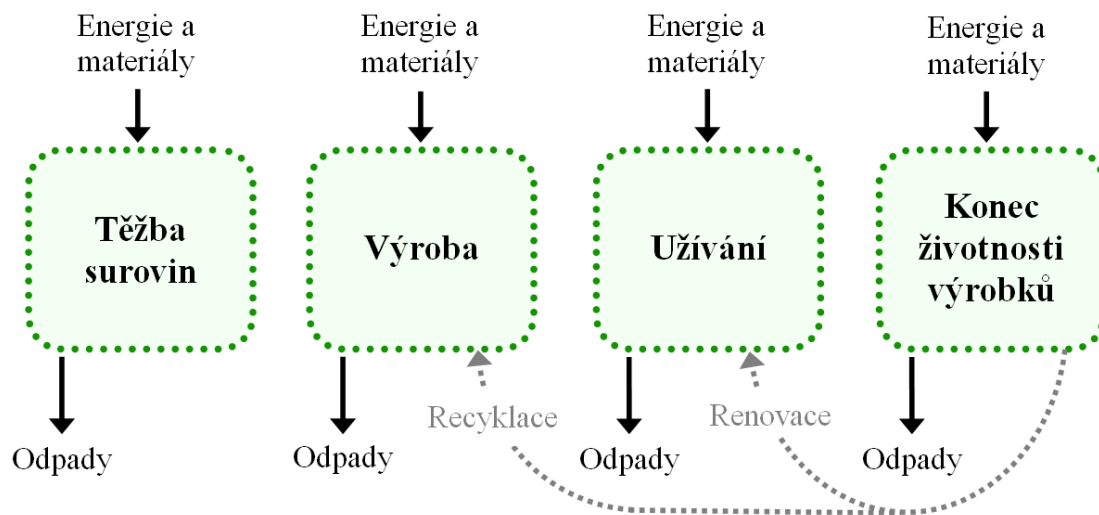 Energie a
materiály
Energie a
materiály
Energie a
materiály
Energie a
materiály
Těžba
surovin
Výroba
Užívání
Konec
životnosti
výrobků
Recyklace
Renovace
Odpady
Odpady
Odpady
Odpady